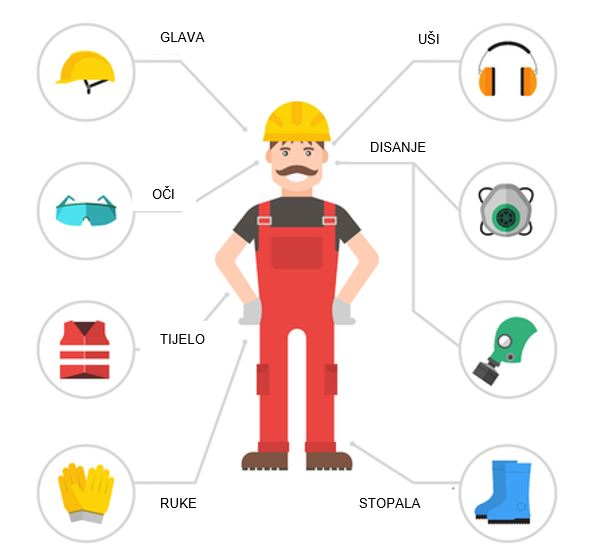 GLAVA
UŠI
DISANJE
OČI
TIJELO
RUKE
STOPALA